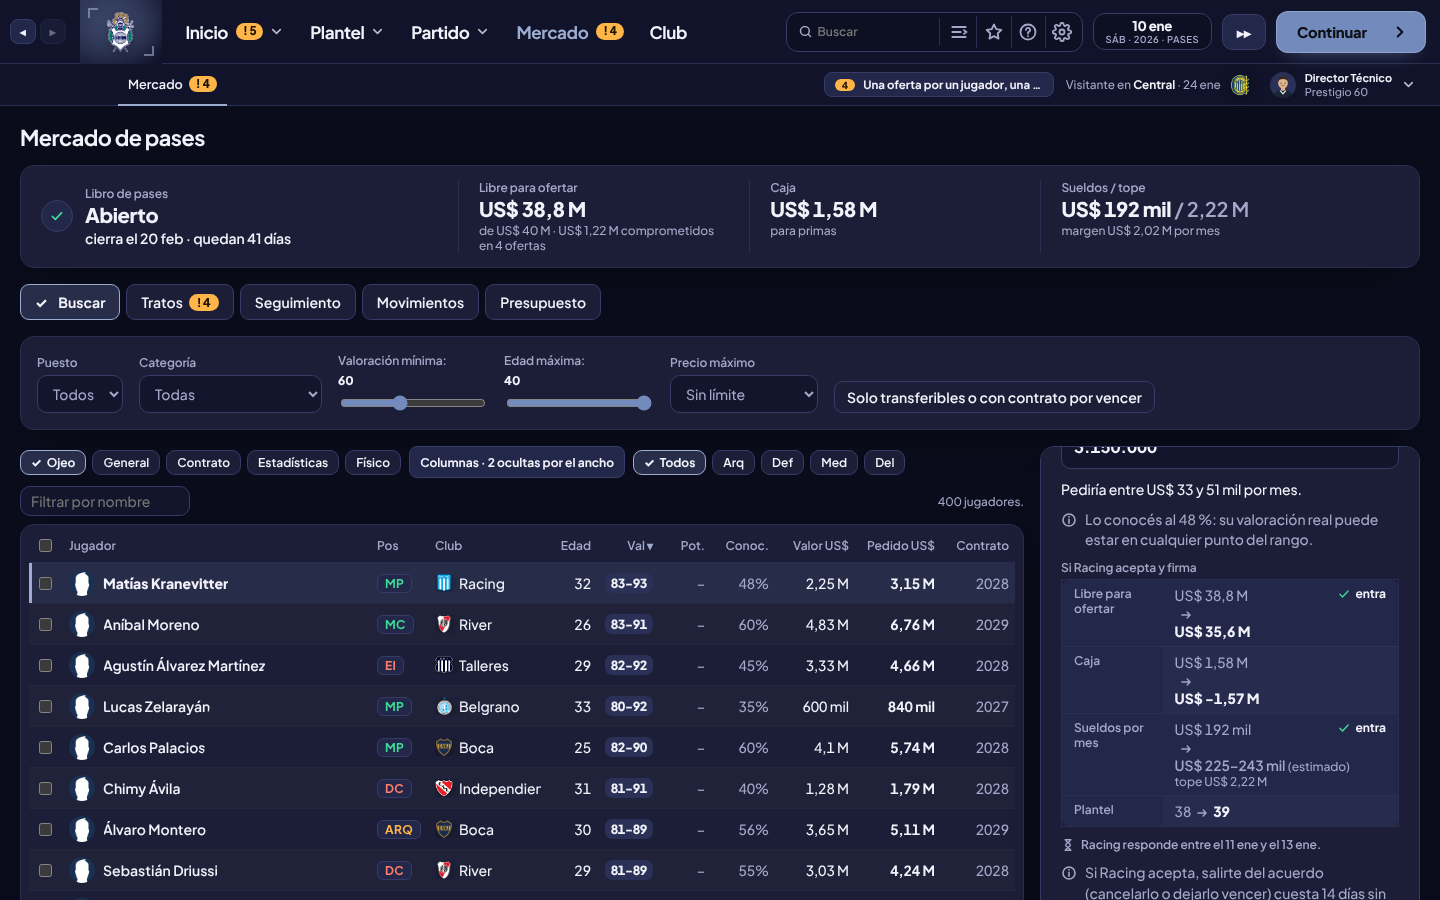 Inicio !5 Plantel Partido Mercado !4 Club
Buscar
10 ene
SÁB · 2026 · PASES
Continuar
Mercado !4
4 Una oferta por un jugador, una ...
Visitante en Central · 24 ene
Director Técnico
Prestigio 60
Mercado de pases
Libro de pases
Abierto
cierra el 20 feb · quedan 41 días
Libre para ofertar
US$ 38,8 M
de US$ 40 M · US$ 1,22 M comprometidos
en 4 ofertas
Caja
US$ 1,58 M
para primas
Sueldos / tope
US$ 192 mil / 2,22 M
margen US$ 2,02 M por mes
Buscar Tratos !4 Seguimiento Movimientos Presupuesto
Puesto
Todos
Categoría
Todas
Valoración mínima:
60
Edad máxima:
40
Precio máximo
Sin límite
Solo transferibles o con contrato por vencer
Ojeo General Contrato Estadísticas Físico Columnas · 2 ocultas por el ancho Todos Arq Def Med Del
Filtrar por nombre
400 jugadores.
Jugador Pos Club Edad Val▼ Pot. Conoc. Valor US$ Pedido US$ Contrato
Matías Kranevitter MP Racing 32 83–93 – 48% 2,25 M 3,15 M 2028
Aníbal Moreno MC River 26 83–91 – 60% 4,83 M 6,76 M 2029
Agustín Álvarez Martínez EI Talleres 29 82–92 – 45% 3,33 M 4,66 M 2028
Lucas Zelarayán MP Belgrano 33 80–92 – 35% 600 mil 840 mil 2027
Carlos Palacios MP Boca 25 82–90 – 60% 4,1 M 5,74 M 2028
Chimy Ávila DC Independier 31 81–91 – 40% 1,28 M 1,79 M 2028
Álvaro Montero ARQ Boca 30 81–89 – 56% 3,65 M 5,11 M 2029
Sebastián Driussi DC River 29 81–89 – 55% 3,03 M 4,24 M 2028
3.150.000
Pediría entre US$ 33 y 51 mil por mes.
Lo conocés al 48 %: su valoración real puede
estar en cualquier punto del rango.
Si Racing acepta y firma
Libre para
ofertar
US$ 38,8 M
→
US$ 35,6 M
entra
Caja
US$ 1,58 M
→
US$ -1,57 M
Sueldos por
mes
US$ 192 mil
→
US$ 225–243 mil (estimado)
tope US$ 2,22 M
entra
Plantel 38 → 39
Racing responde entre el 11 ene y el 13 ene.
Si Racing acepta, salirte del acuerdo
(cancelarlo o dejarlo vencer) cuesta 14 días sin